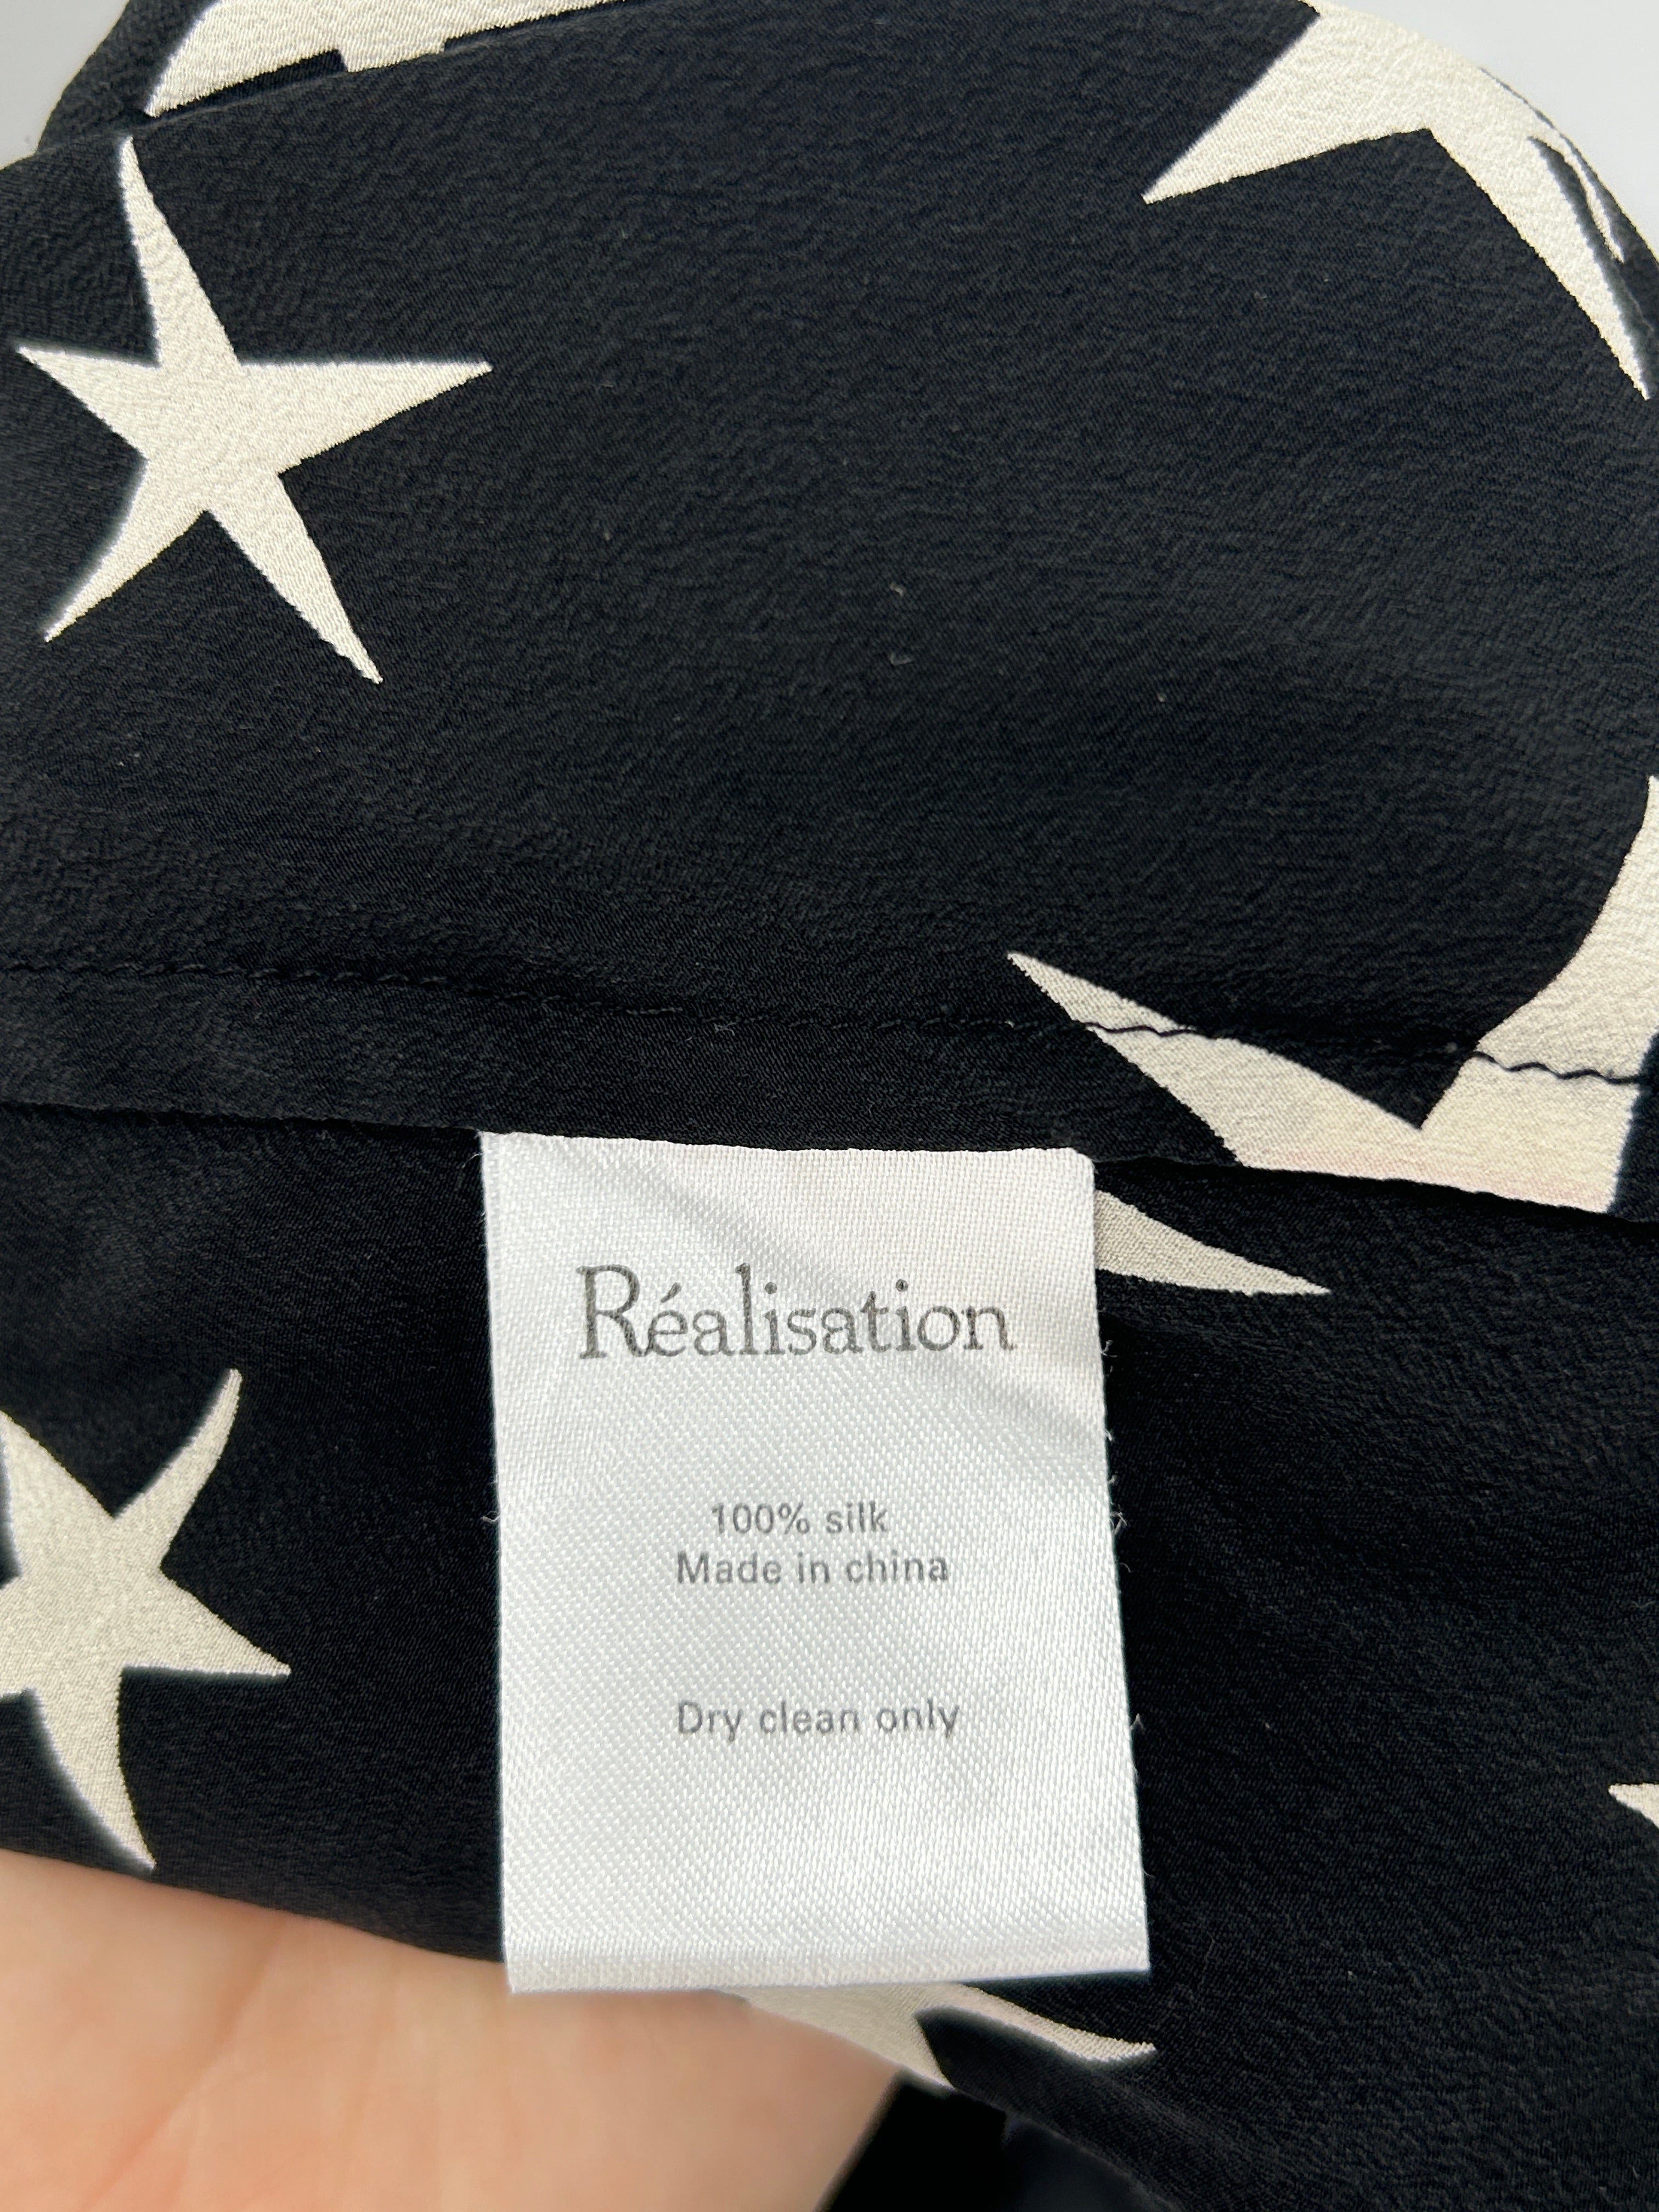 Réalisation
100% silk
Made in china
Dry clean only